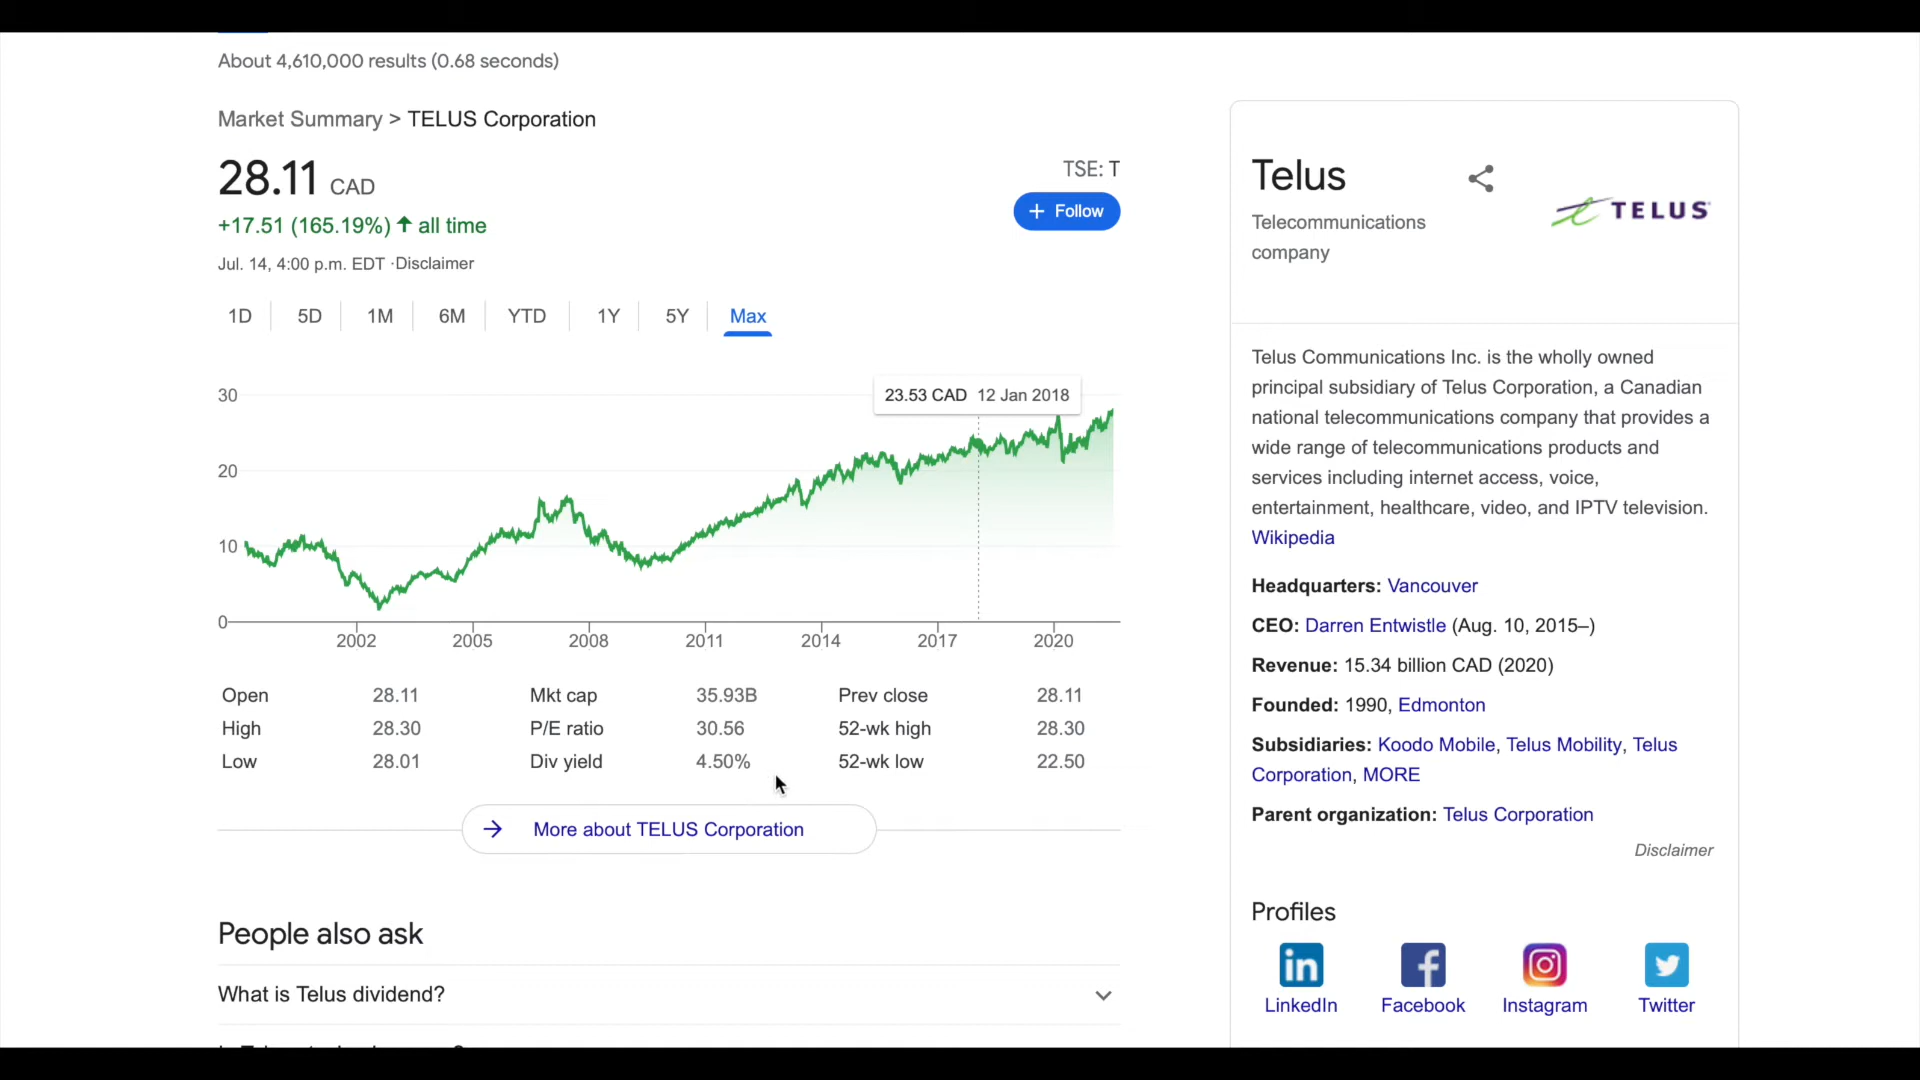 About 4,610,000 results (0.68 seconds)
Market Summary > TELUS Corporation
28.11 CAD
+17.51 (165.19%) ↑ all time
Jul. 14, 4:00 p.m. EDT ·Disclaimer
TSE: T
+ Follow
1D 5D 1M 6M YTD 1Y 5Y Max
23.53 CAD 12 Jan 2018
30
20
10
0
2002 2005 2008 2011 2014 2017 2020
Open 28.11 Mkt cap 35.93B Prev close 28.11
High 28.30 P/E ratio 30.56 52-wk high 28.30
Low 28.01 Div yield 4.50% 52-wk low 22.50
→ More about TELUS Corporation
People also ask
What is Telus dividend?
Telus
Telecommunications
company
TELUS
Telus Communications Inc. is the wholly owned
principal subsidiary of Telus Corporation, a Canadian
national telecommunications company that provides a
wide range of telecommunications products and
services including internet access, voice,
entertainment, healthcare, video, and IPTV television.
Wikipedia
Headquarters: Vancouver
CEO: Darren Entwistle (Aug. 10, 2015–)
Revenue: 15.34 billion CAD (2020)
Founded: 1990, Edmonton
Subsidiaries: Koodo Mobile, Telus Mobility, Telus
Corporation, MORE
Parent organization: Telus Corporation
Disclaimer
Profiles
LinkedIn Facebook Instagram Twitter